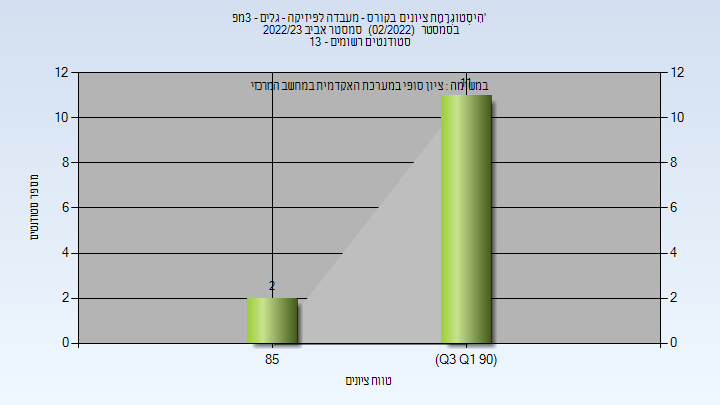 היסטוגרמת ציונים בקורס - מעבדה לפיזיקה - גלים - 3מפ'
בסמסטר (02/2022) סמסטר אביב 2022/23
סטודנטים רשומים - 13
במשימה : ציון סופי במערכת האקדמית במחשב המרכזי
12
10
8
6
4
2
0
12
10
8
6
4
2
0
2
11
מספר סטודנטים
85
(Q3 Q1 90)
טווח ציונים